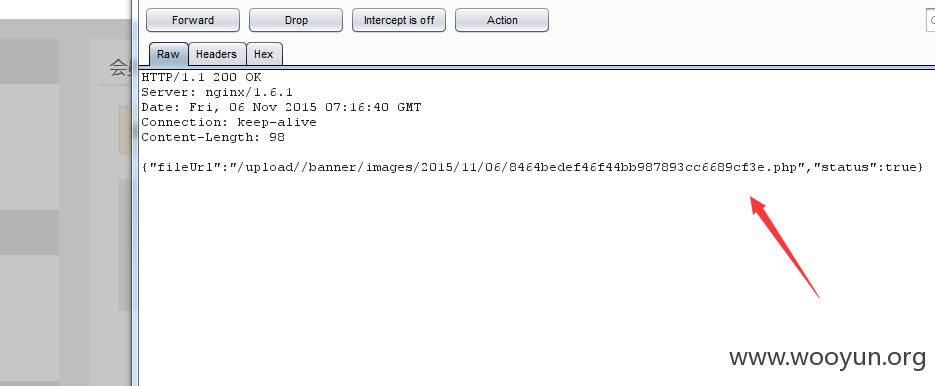 Forward Drop Intercept is off Action
Raw Headers Hex
HTTP/1.1 200 OK
Server: nginx/1.6.1
Date: Fri, 06 Nov 2015 07:16:40 GMT
Connection: keep-alive
Content-Length: 98
{"fileUrl":"/upload//banner/images/2015/11/06/8464bedef46f44bb987893cc6689cf3e.php","status":true}
www.wooyun.org